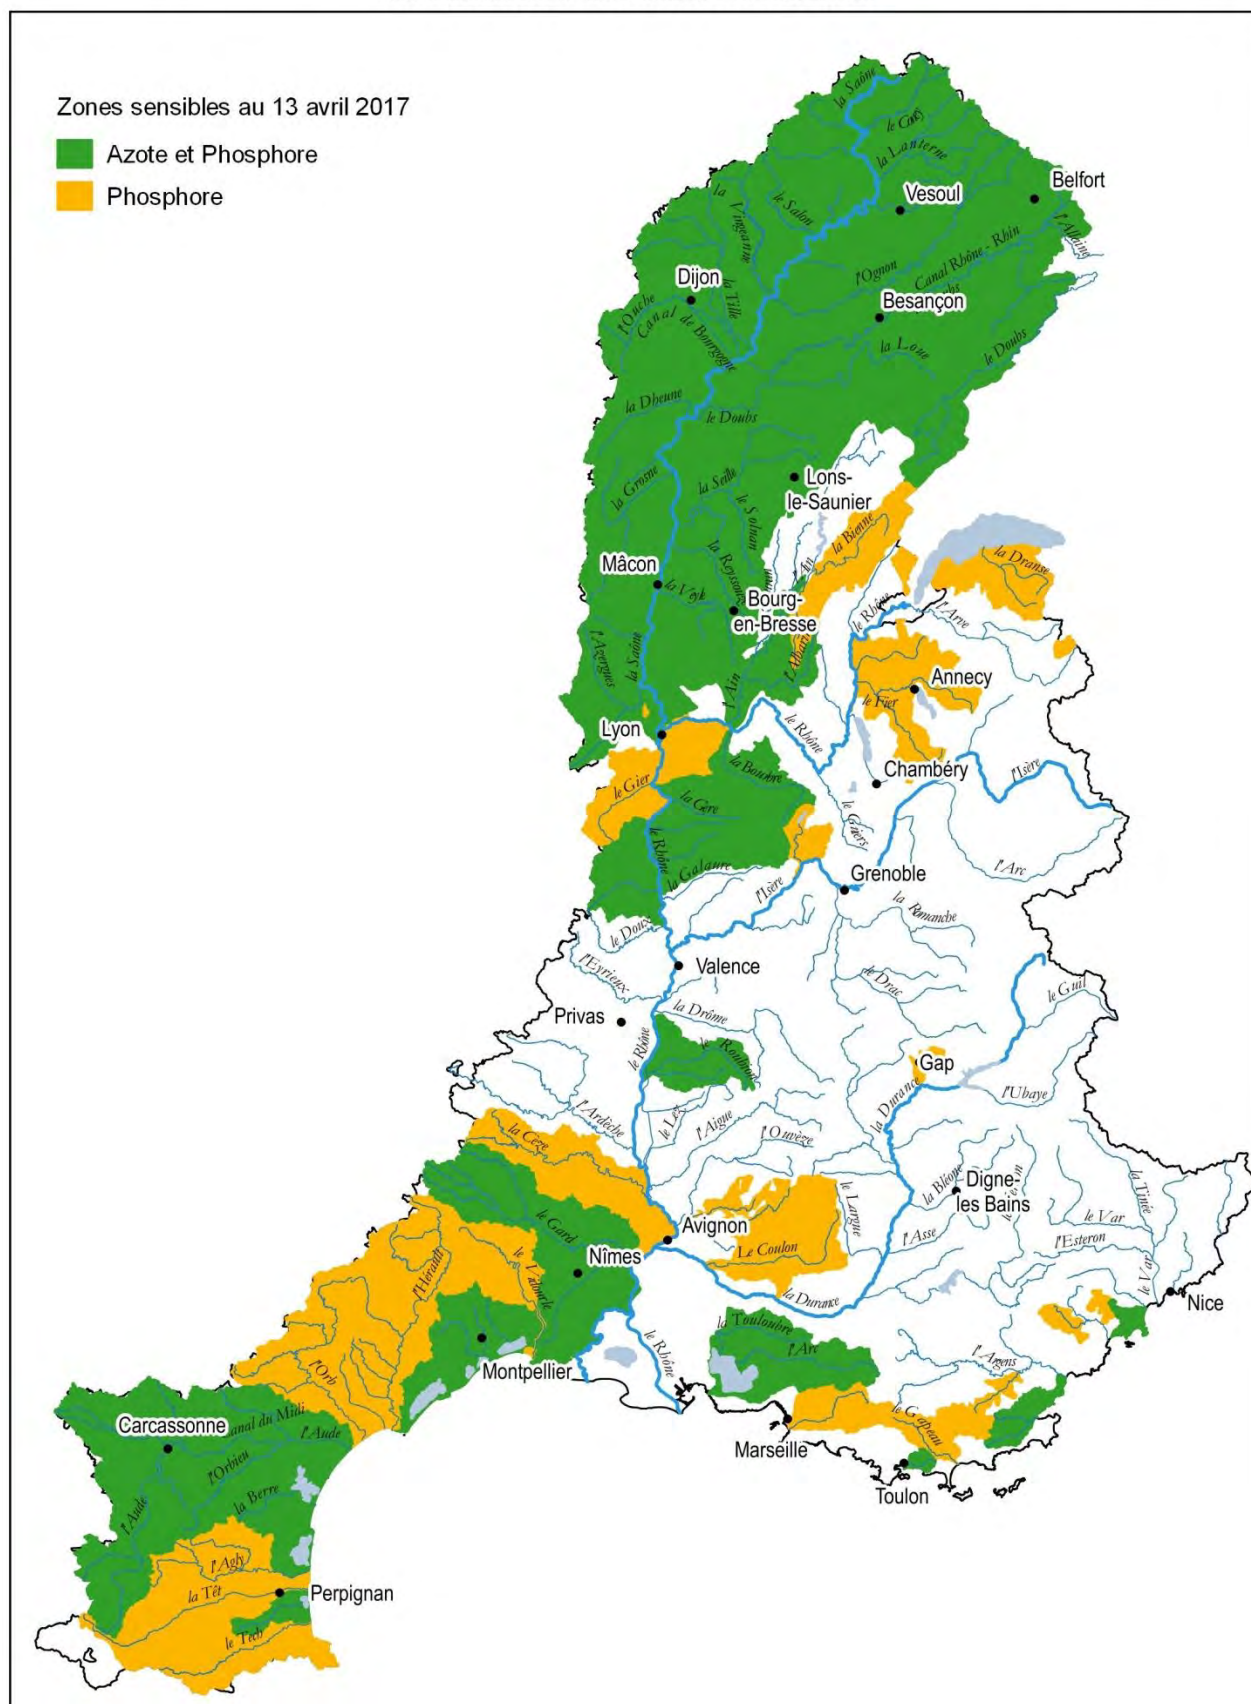 Zones sensibles au 13 avril 2017
Azote et Phosphore
Phosphore
la Saône
le Coney
la Lanterne
Belfort
Vesoul
la Vingeanne
le Salon
l'Allaine
Canal Rhône - Rhin
l'Ognon
Dijon
la Tille
Besançon
l'Ouche
Canal de Bourgogne
la Loue
le Doubs
la Dheune
le Doubs
la Grosne
la Seille
Lons-
le-Saunier
le Solnan
la Bienne
la Dranse
la Reyssouze
Mâcon
la Veyle
Bourg-
en-Bresse
le Rhône
l'Arve
l'Azergues
la Saône
l'Ain
Annecy
le Fier
Lyon
le Rhône
Chambéry
l'Isère
la Bourbre
le Gier
la Gère
le Guiers
le Rhône
l'Arc
la Galaure
l'Isère
Grenoble
la Romanche
le Doux
Valence
l'Eyrieux
le Drac
le Guil
Privas
la Drôme
le Rhône
le Roubion
Gap
la Durance
l'Ubaye
l'Ardèche
le Lez
l'Aigue
l'Ouvèze
la Cèze
la Bléone
Digne-
les Bains
la Tinée
le Largue
le Var
Avignon
le Gard
Le Coulon
l'Asse
l'Esteron
Nîmes
l'Hérault
le Vidourle
la Durance
le Var
Nice
la Touloubre
l'Arc
le Rhône
Montpellier
l'Argens
l'Orb
le Gapeau
Marseille
Canal du Midi
Carcassonne
l'Aude
l'Orbieu
Toulon
la Berre
l'Aude
l'Agly
la Têt
Perpignan
le Tech